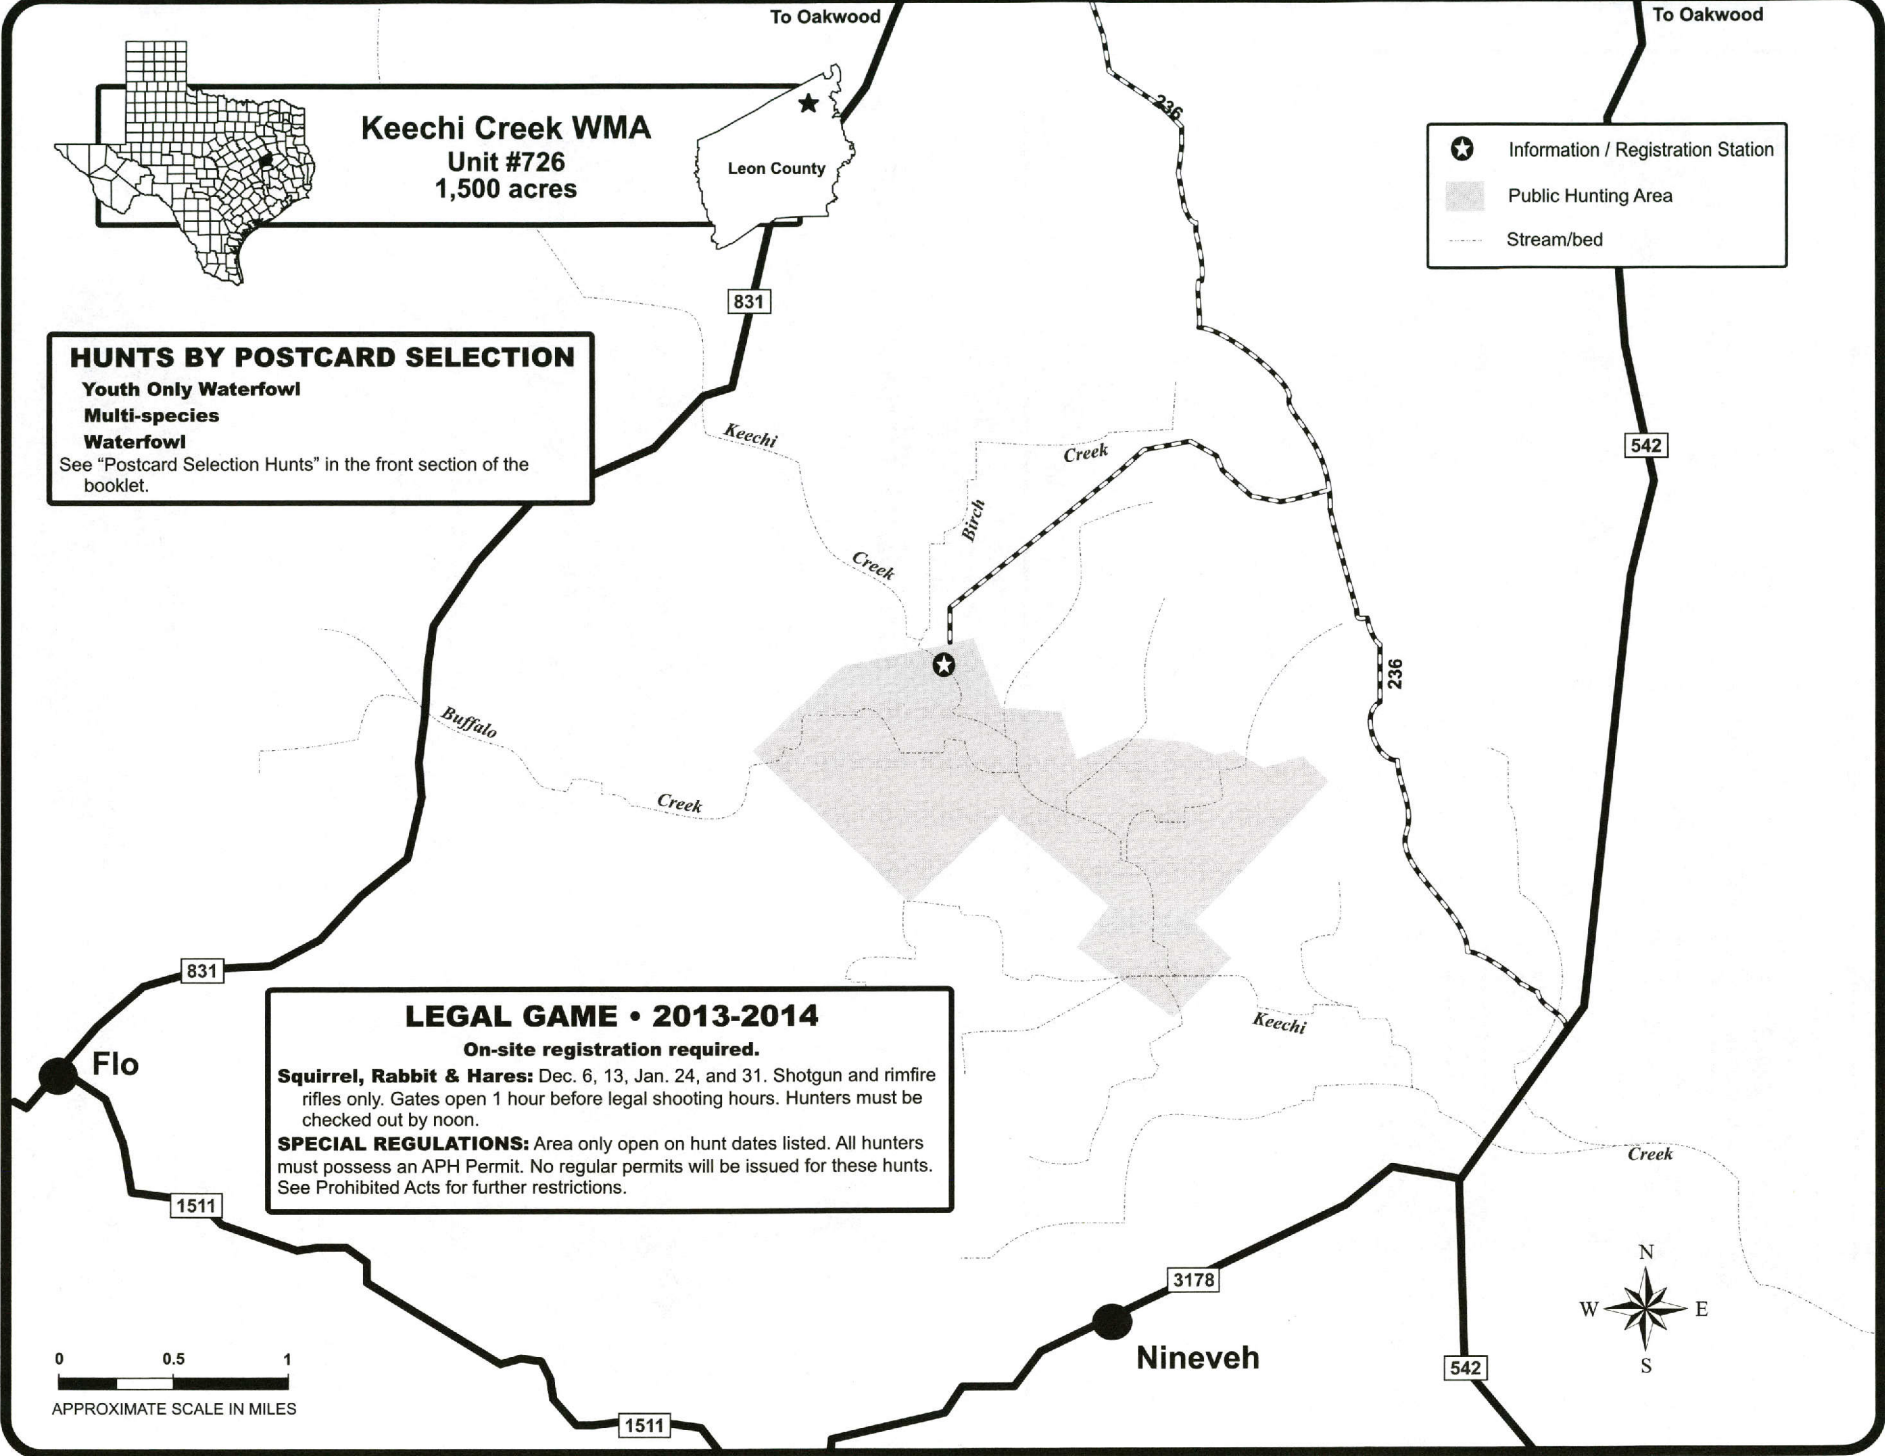 To Oakwood
To Oakwood
236
Keechi Creek WMA
Unit #726
1,500 acres
Leon County
Information / Registration Station
Public Hunting Area
Stream/bed
831
HUNTS BY POSTCARD SELECTION
Youth Only Waterfowl
Multi-species
Waterfowl
See “Postcard Selection Hunts” in the front section of the
booklet.
Keechi
Creek
542
Birch
Creek
236
Buffalo
Creek
831
Flo
LEGAL GAME • 2013-2014
On-site registration required.
Squirrel, Rabbit & Hares: Dec. 6, 13, Jan. 24, and 31. Shotgun and rimfire
rifles only. Gates open 1 hour before legal shooting hours. Hunters must be
checked out by noon.
SPECIAL REGULATIONS: Area only open on hunt dates listed. All hunters
must possess an APH Permit. No regular permits will be issued for these hunts.
See Prohibited Acts for further restrictions.
Keechi
Creek
1511
3178
Nineveh
N
W E
S
0 0.5 1
APPROXIMATE SCALE IN MILES
1511
542